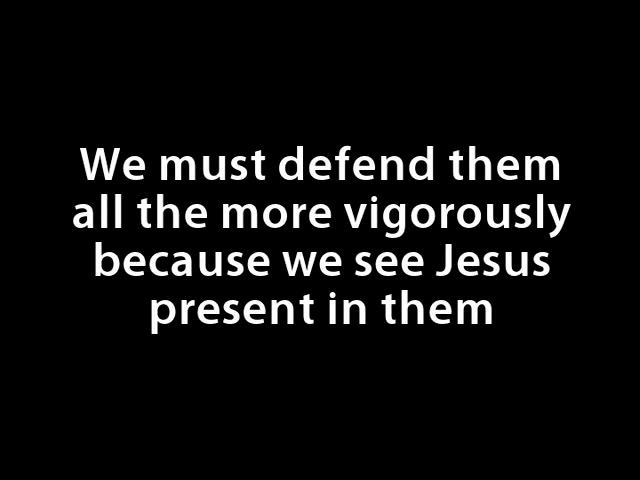 We must defend them
all the more vigorously
because we see Jesus
present in them